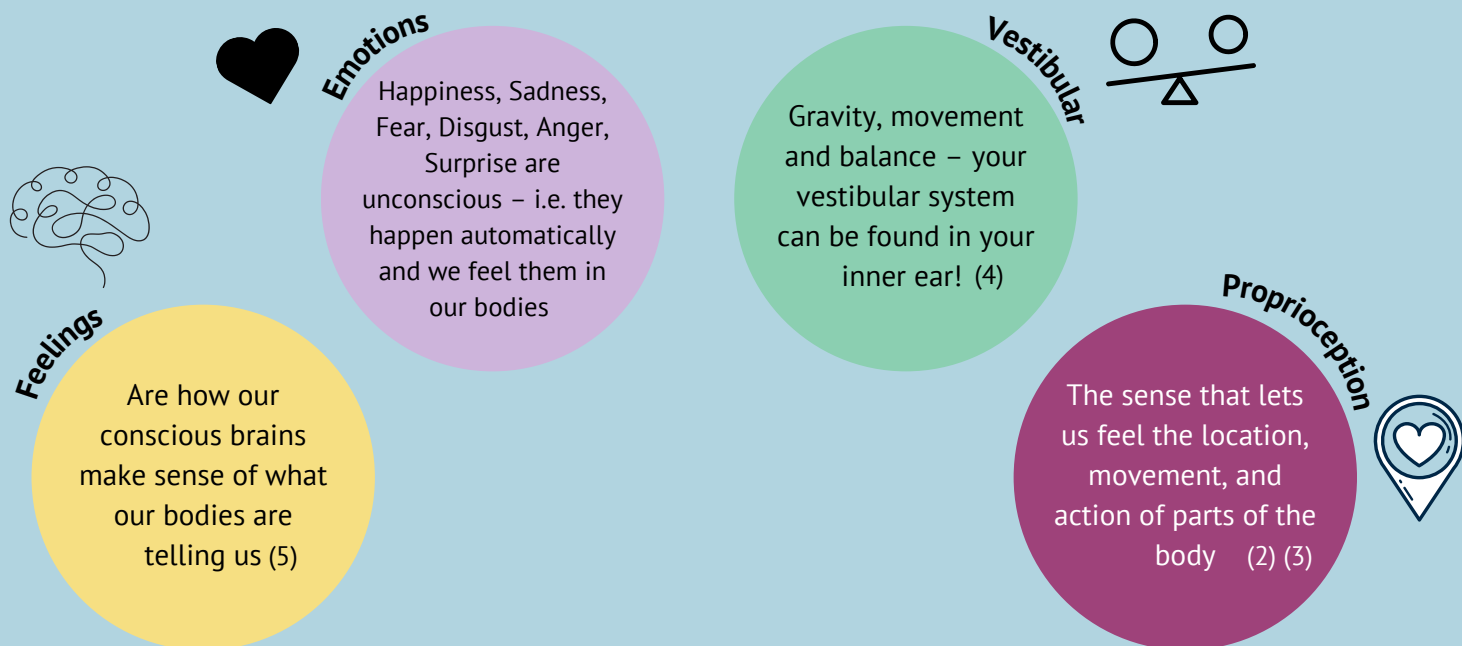 Emotions
Happiness, Sadness,
Fear, Disgust, Anger,
Surprise are
unconscious – i.e. they
happen automatically
and we feel them in
our bodies
Vestibular
Gravity, movement
and balance – your
vestibular system
can be found in your
inner ear! (4)
Feelings
Are how our
conscious brains
make sense of what
our bodies are
telling us (5)
Proprioception
The sense that lets
us feel the location,
movement, and
action of parts of the
body (2) (3)